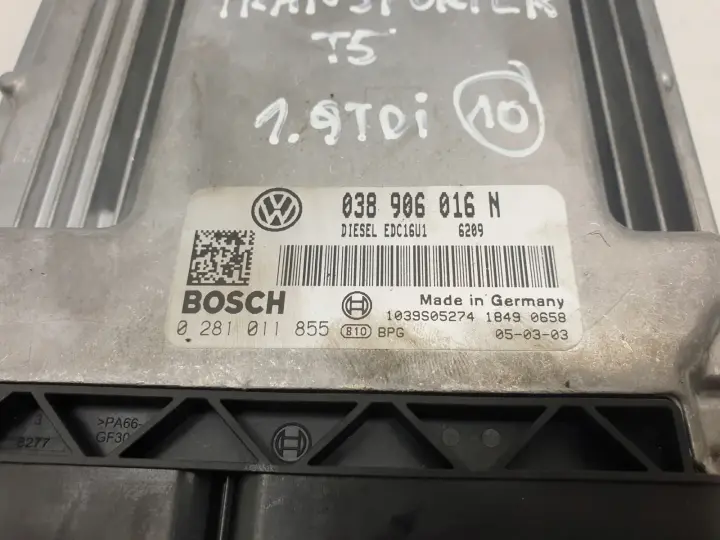 TRANSPORTER
T5
1.9TDi 10
038 906 016 N
DIESEL EDC16U1 6209
BOSCH
Made in Germany
1039S05274 1849 0658
0 281 011 855 810 BPG 05-03-03
>PA66-
GF30
8277